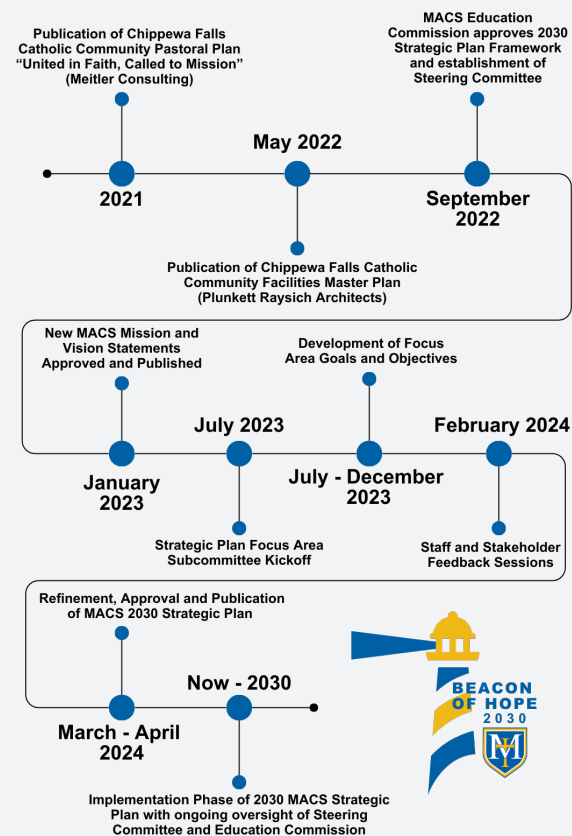 Publication of Chippewa Falls
Catholic Community Pastoral Plan
“United in Faith, Called to Mission”
(Meitler Consulting)
2021
May 2022
Publication of Chippewa Falls Catholic
Community Facilities Master Plan
(Plunkett Raysich Architects)
MACS Education
Commission approves 2030
Strategic Plan Framework
and establishment of
Steering Committee
September
2022
New MACS Mission and
Vision Statements
Approved and Published
January
2023
July 2023
Strategic Plan Focus Area
Subcommittee Kickoff
Development of Focus
Area Goals and Objectives
July - December
2023
February 2024
Staff and Stakeholder
Feedback Sessions
Refinement, Approval and Publication
of MACS 2030 Strategic Plan
March - April
2024
Now - 2030
Implementation Phase of 2030 MACS Strategic
Plan with ongoing oversight of Steering
Committee and Education Commission
BEACON
OF HOPE
2030
M